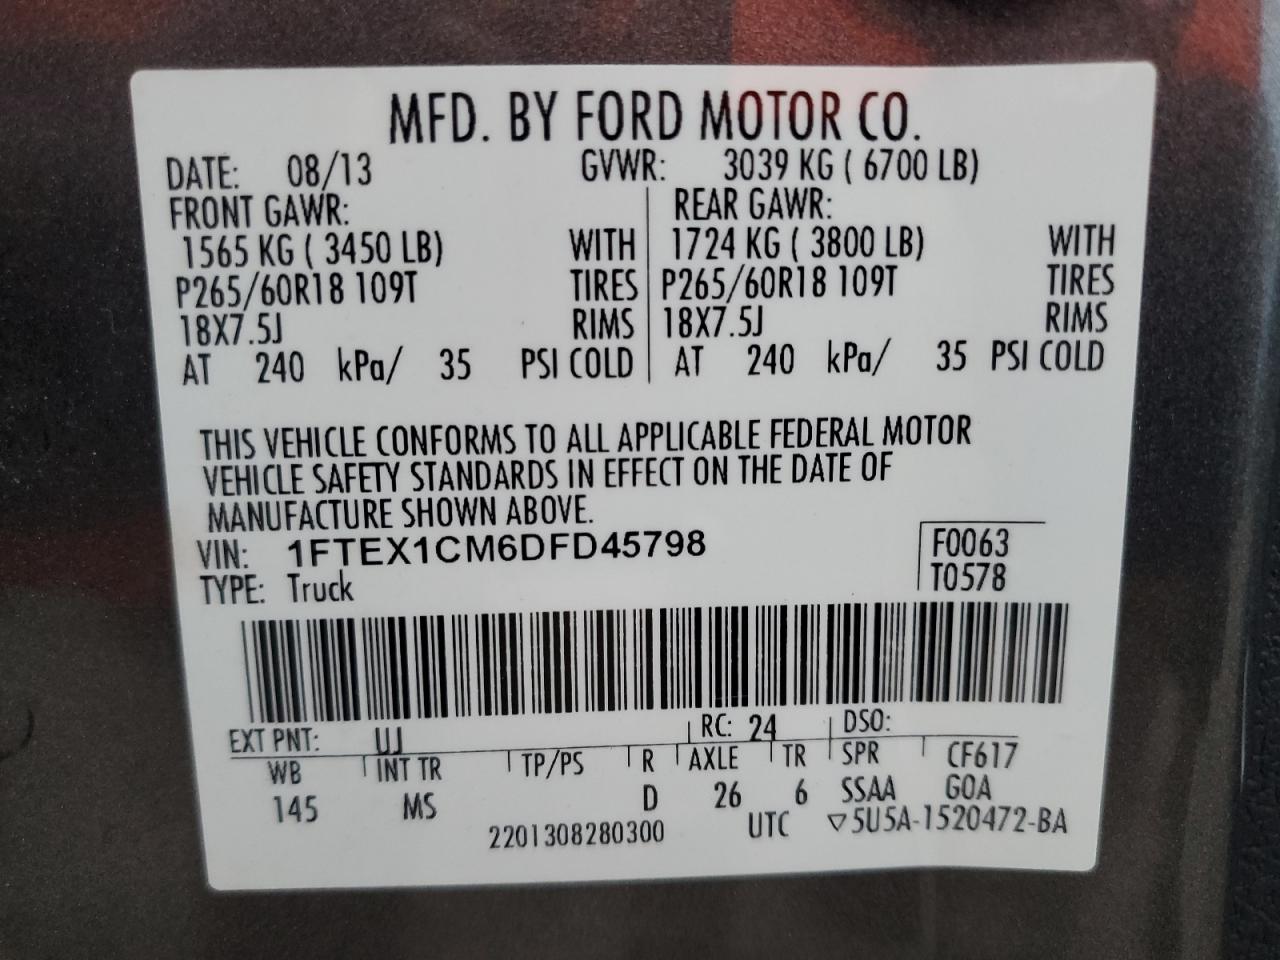 MFD. BY FORD MOTOR CO.
DATE: 08/13 GVWR: 3039 KG ( 6700 LB)
FRONT GAWR: REAR GAWR:
1565 KG ( 3450 LB) WITH 1724 KG ( 3800 LB) WITH
P265/60R18 109T TIRES P265/60R18 109T TIRES
18X7.5J RIMS 18X7.5J RIMS
AT 240 kPa/ 35 PSI COLD AT 240 kPa/ 35 PSI COLD
THIS VEHICLE CONFORMS TO ALL APPLICABLE FEDERAL MOTOR
VEHICLE SAFETY STANDARDS IN EFFECT ON THE DATE OF
MANUFACTURE SHOWN ABOVE.
VIN: 1FTEX1CM6DFD45798 F0063
TYPE: Truck T0578
EXT PNT: UJ RC: 24 DSO:
WB INT TR TP/PS R AXLE TR SPR CF617
145 MS D 26 6 SSAA GOA
2201308280300 UTC ▽5U5A-1520472-BA